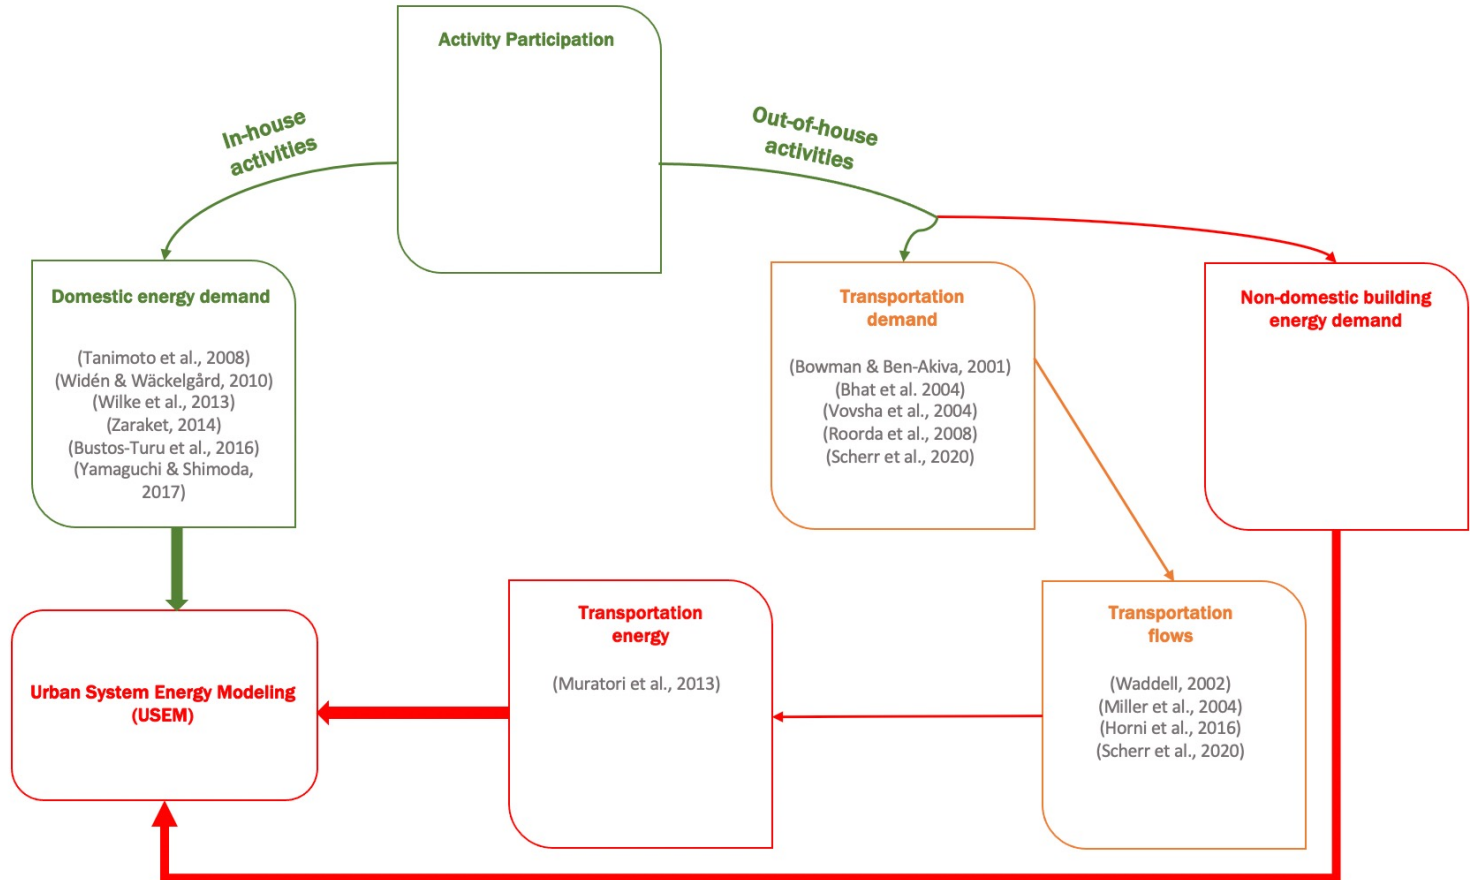 Activity Participation
In-house
activities
Out-of-house
activities
Domestic energy demand
(Tanimoto et al., 2008)
(Widén & Wäckelgård, 2010)
(Wilke et al., 2013)
(Zaraket, 2014)
(Bustos-Turu et al., 2016)
(Yamaguchi & Shimoda,
2017)
Transportation
demand
(Bowman & Ben-Akiva, 2001)
(Bhat et al. 2004)
(Vovsha et al., 2004)
(Roorda et al., 2008)
(Scherr et al., 2020)
Non-domestic building
energy demand
Urban System Energy Modeling
(USEM)
Transportation
energy
(Muratori et al., 2013)
Transportation
flows
(Waddell, 2002)
(Miller et al., 2004)
(Horni et al., 2016)
(Scherr et al., 2020)